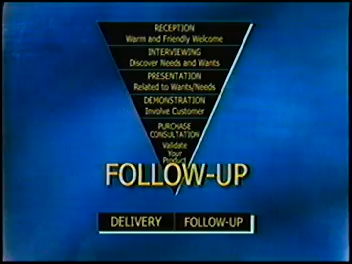 RECEPTION
Warm and Friendly Welcome
INTERVIEWING
Discover Needs and Wants
PRESENTATION
Related to Wants/Needs
DEMONSTRATION
Involve Customer
PURCHASE
CONSULTATION
Validate
Your
Product
FOLLOW-UP
DELIVERY
FOLLOW-UP